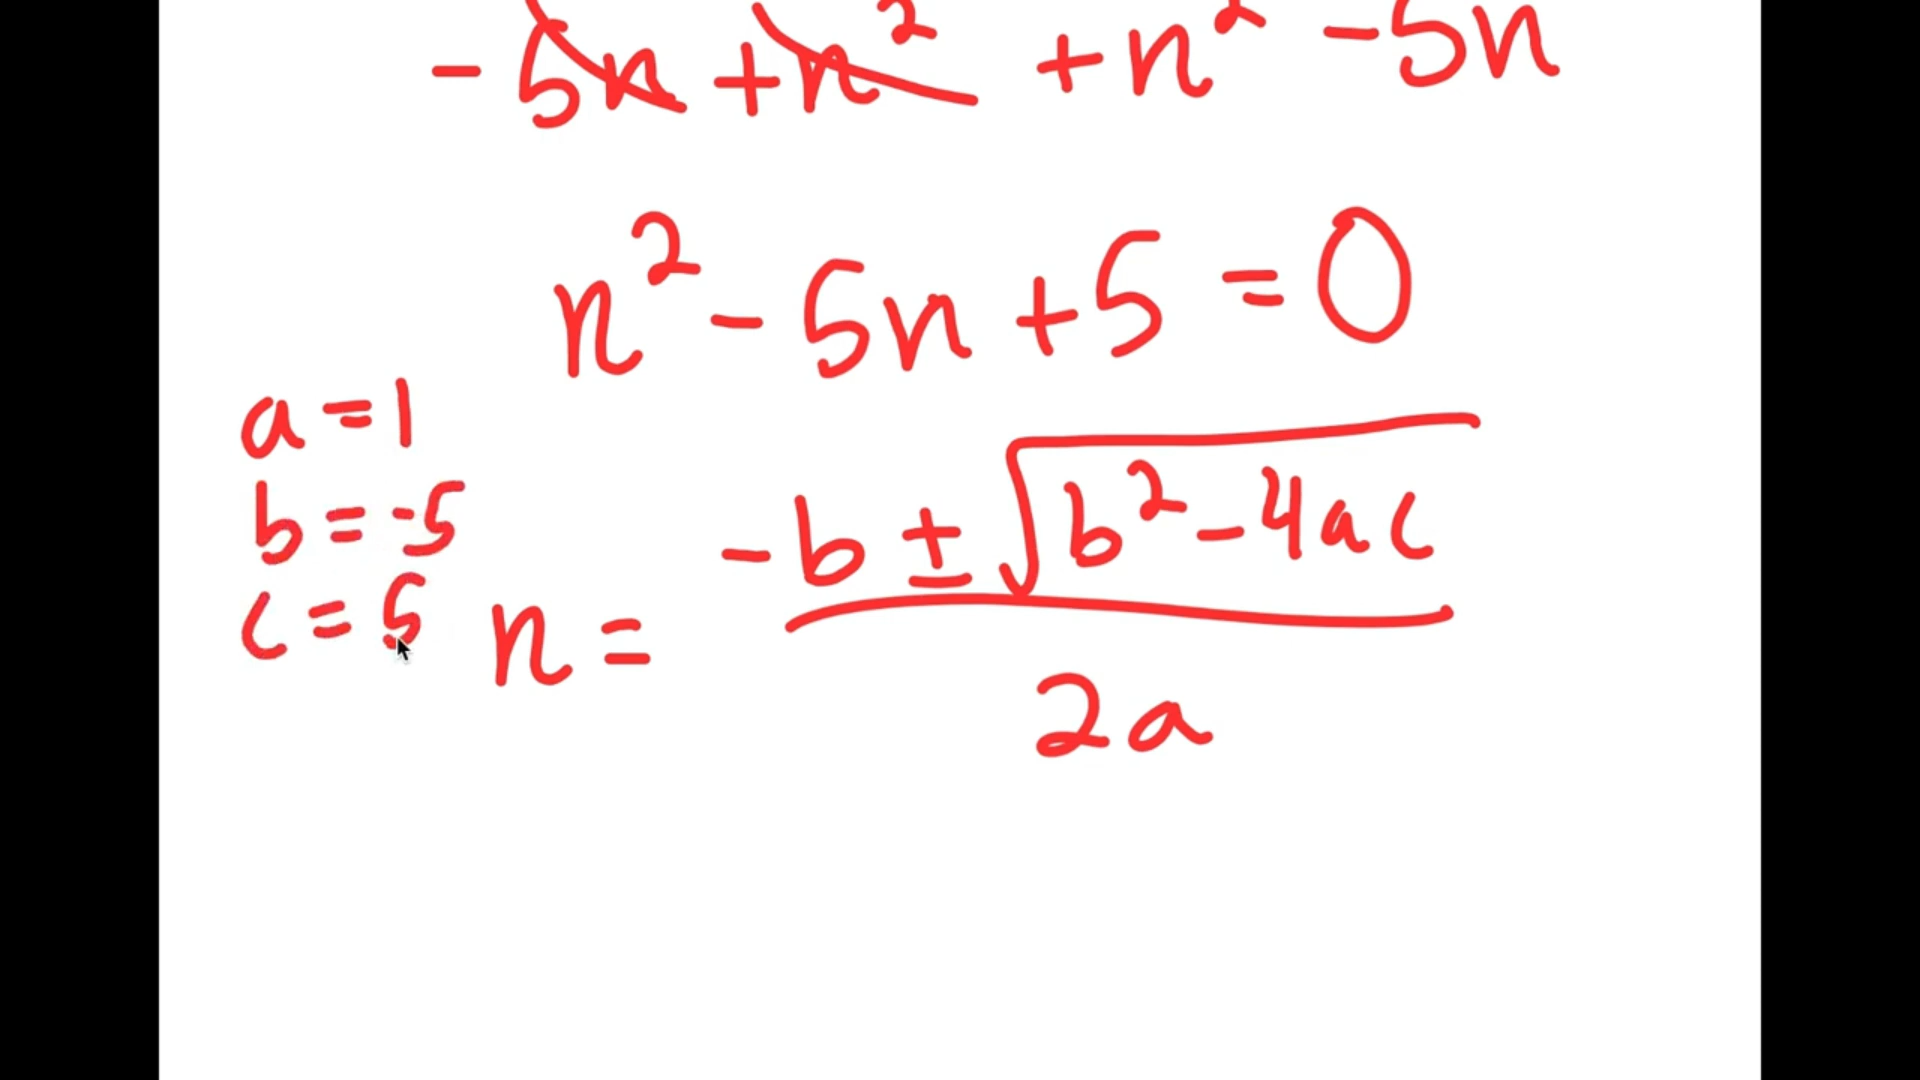 - 5n + n² + n² - 5n
n² - 5n + 5 = 0
a = 1
b = -5
c = 5
n = -b ± √b² - 4ac
2a